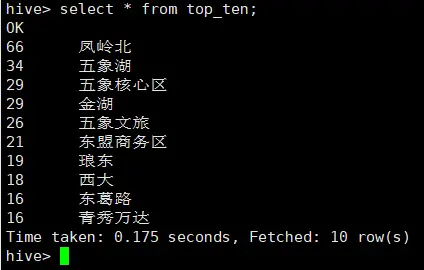 hive> select * from top_ten;
OK
66 凤岭北
34 五象湖
29 五象核心区
29 金湖
26 五象文旅
21 东盟商务区
19 琅东
18 西大
16 东葛路
16 青秀万达
Time taken: 0.175 seconds, Fetched: 10 row(s)
hive>